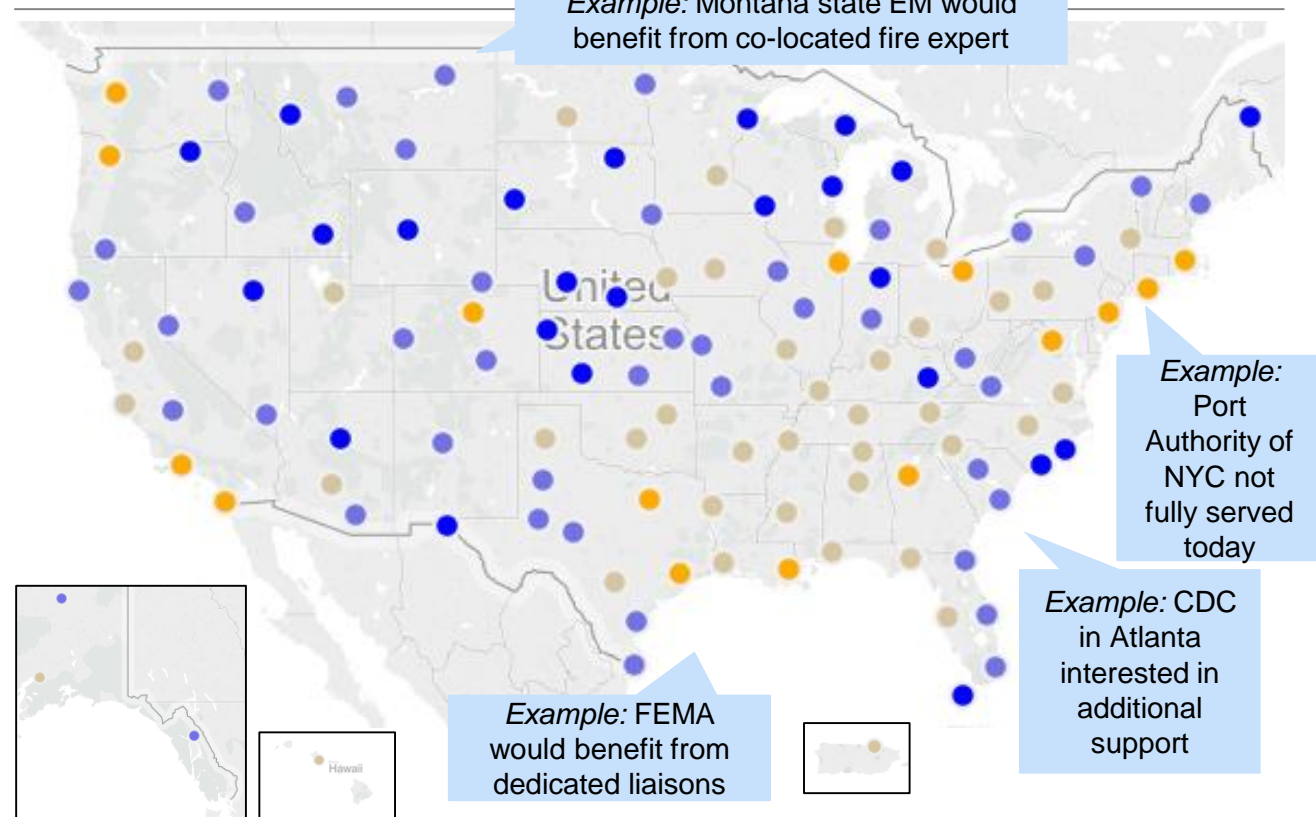 Example: Montana state EM would
benefit from co-located fire expert
United
States
Example:
Port
Authority of
NYC not
fully served
today
Example: CDC
in Atlanta
interested in
additional
support
Example: FEMA
would benefit from
dedicated liaisons
Hawaii